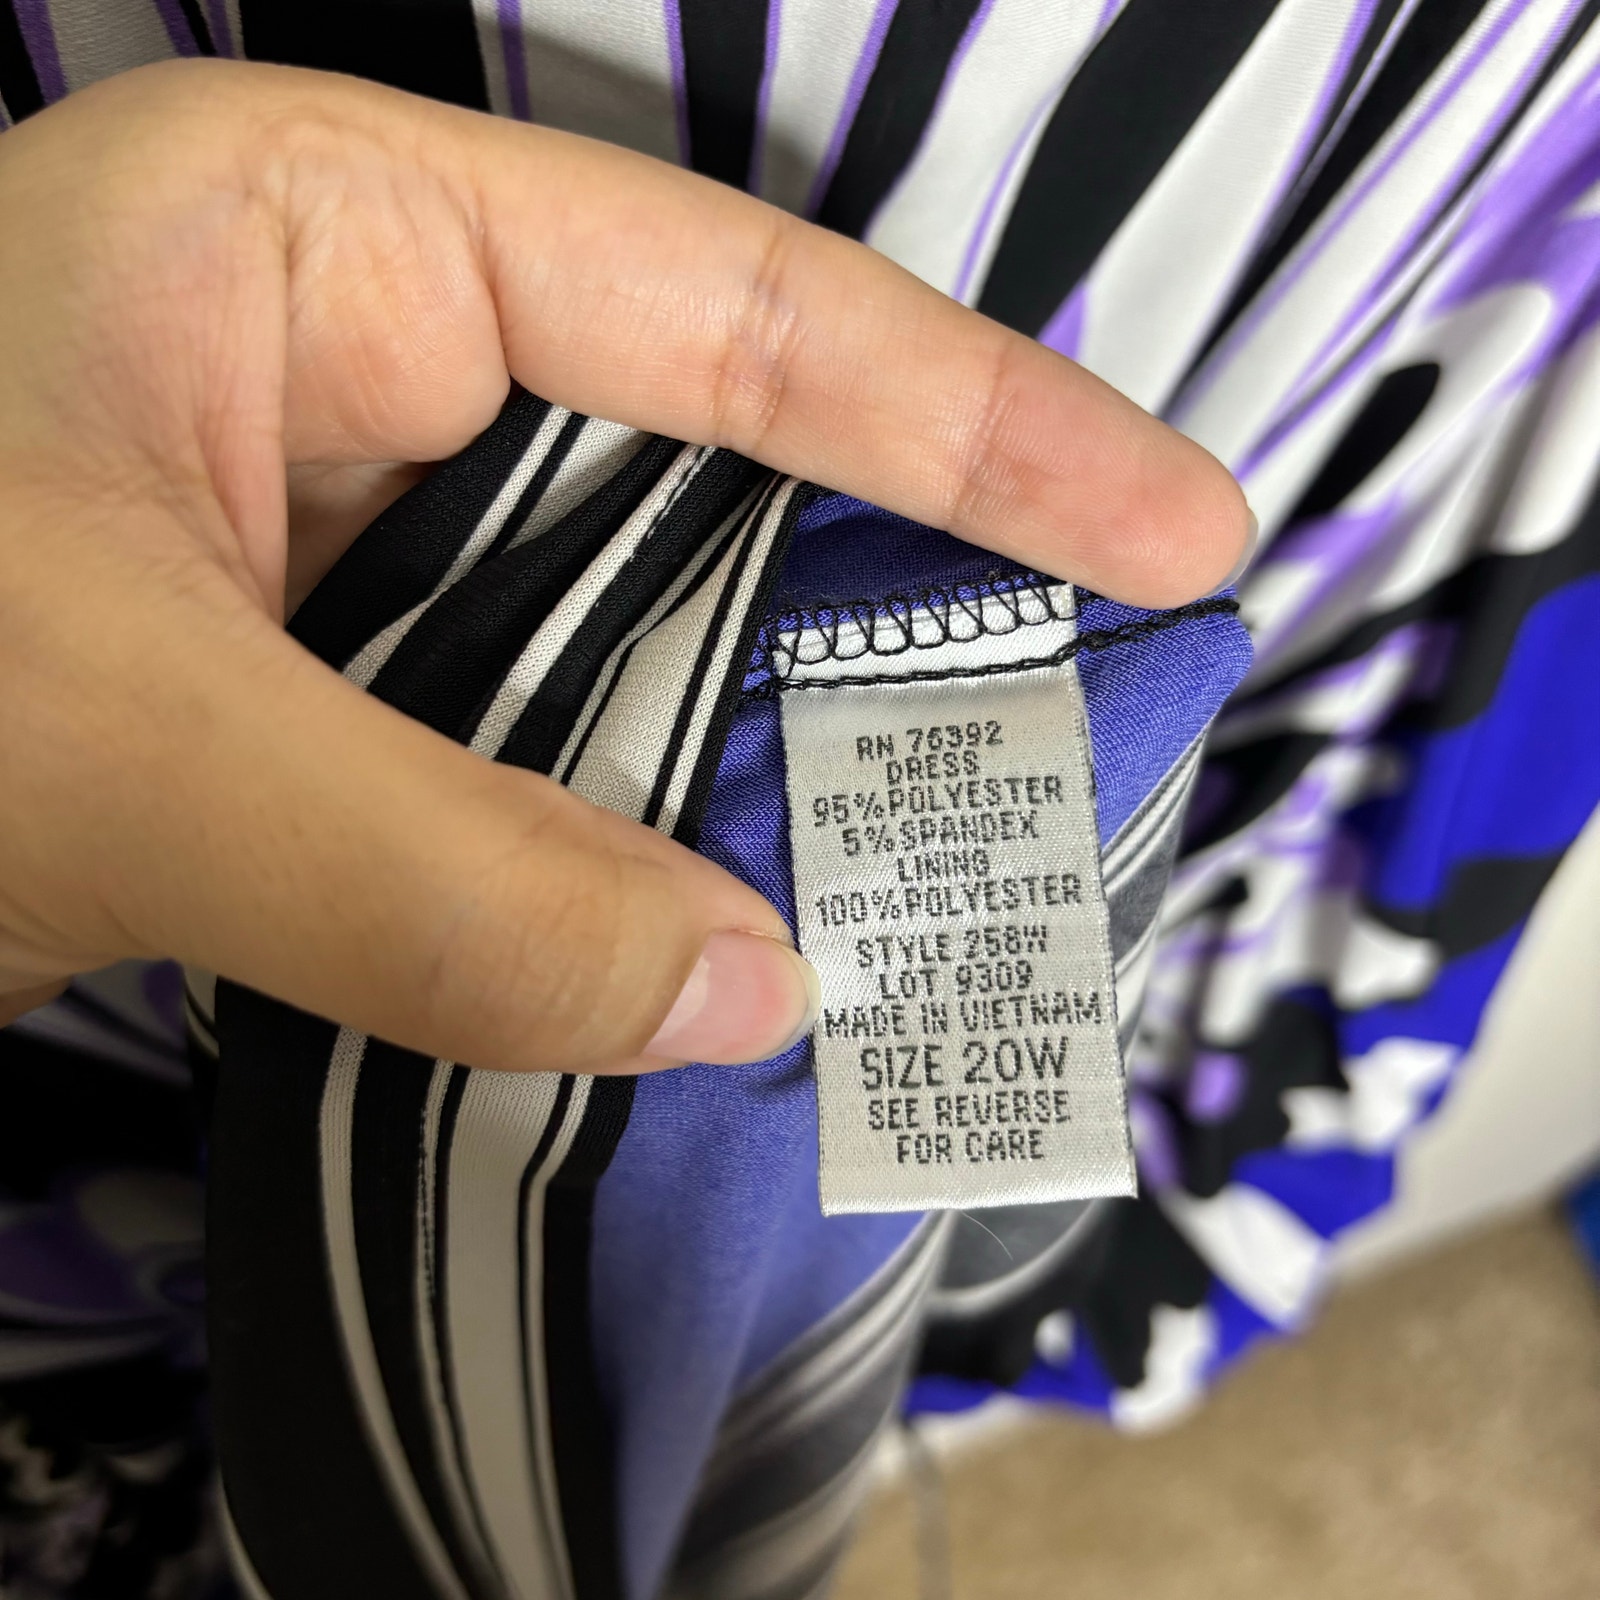 RN 76392
DRESS
95%POLYESTER
5%SPANDEX
LINING
100%POLYESTER
STYLE 258W
LOT 9309
MADE IN VIETNAM
SIZE 20W
SEE REVERSE
FOR CARE